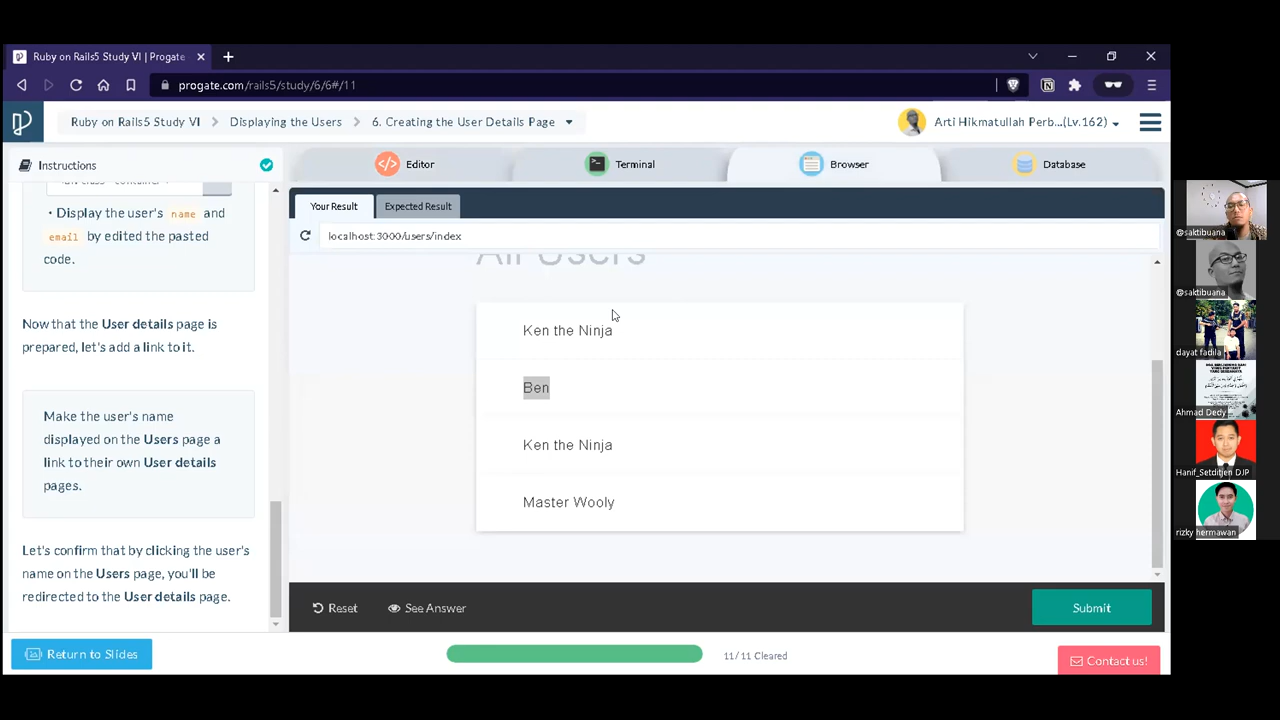 Ruby on Rails5 Study VI | Progate
progate.com/rails5/study/6/6#/11
Ruby on Rails5 Study VI
Displaying the Users
6. Creating the User Details Page
Arti Hikmatullah Perb...(Lv.162)
Instructions
Editor
Terminal
Browser
Database
• Display the user's name and
email by edited the pasted
code.
Now that the User details page is
prepared, let's add a link to it.
Make the user's name
displayed on the Users page a
link to their own User details
pages.
Let's confirm that by clicking the user's
name on the Users page, you'll be
redirected to the User details page.
Your Result
Expected Result
localhost:3000/users/index
All Users
Ken the Ninja
Ben
Ken the Ninja
Master Wooly
Reset
See Answer
Submit
Return to Slides
11/11 Cleared
Contact us!
@saktibuana
@saktibuana
dayat fadila
Ahmad Dedy
Hanif_Setditjen DJP
rizky hermawan